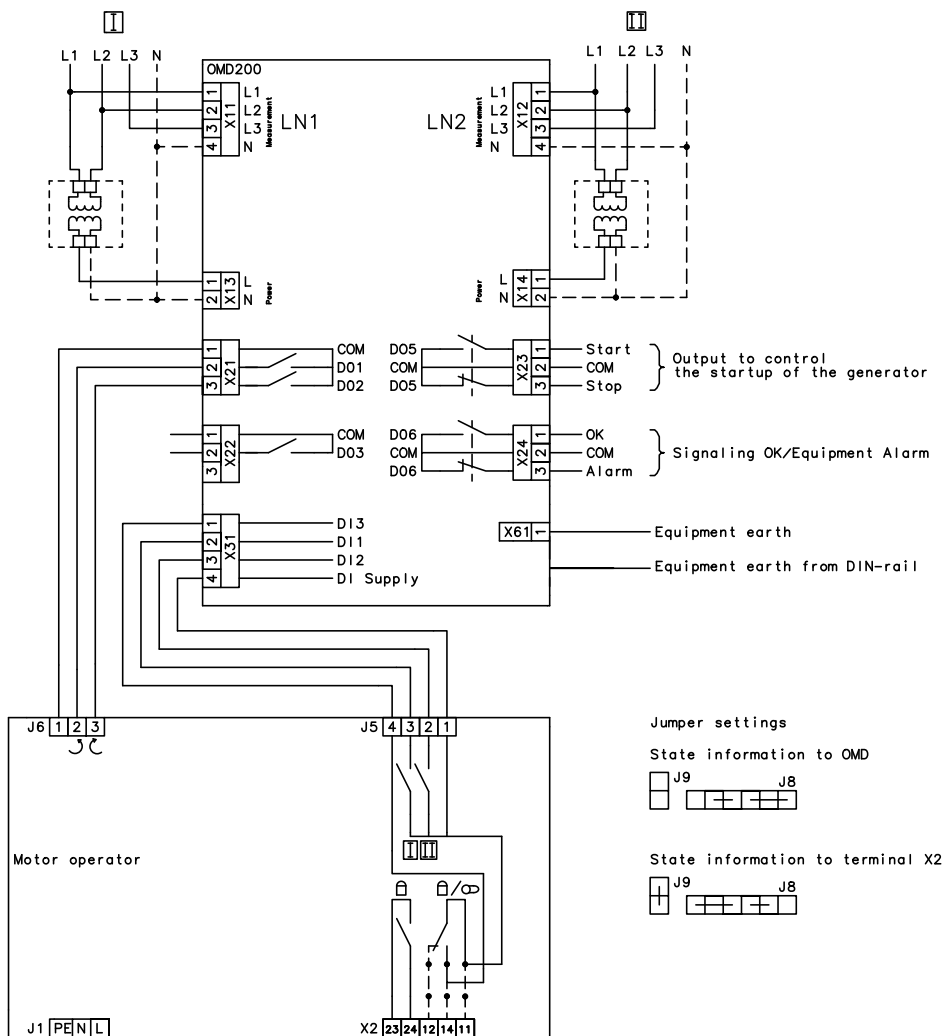 I II
L1 L2 L3 N L1 L2 L3 N
OMD200
1 L1 L1 1
2 L2 L2 2
3 L3 L3 3
4 N N 4
X11 Measurement LN1 LN2 Measurement X12
1 L L 1
2 N N 2
X13 Power Power X14
1 COM DO5 1 Start
2 DO1 COM 2 COM
3 DO2 DO5 3 Stop
X21 X23
Output to control
the startup of the generator
1 COM DO6 1 OK
2 DO3 COM 2 COM
3 DO6 3 Alarm
X22 X24
Signaling OK/Equipment Alarm
1 DI3
2 DI1
3 DI2
4 DI Supply
X31
X61 1 Equipment earth
Equipment earth from DIN-rail
J6 1 2 3 J5 4 3 2 1
Jumper settings
State information to OMD
J9 J8
I II
Motor operator
State information to terminal X2
J9 J8
J1 PE N L X2 23 24 12 14 11